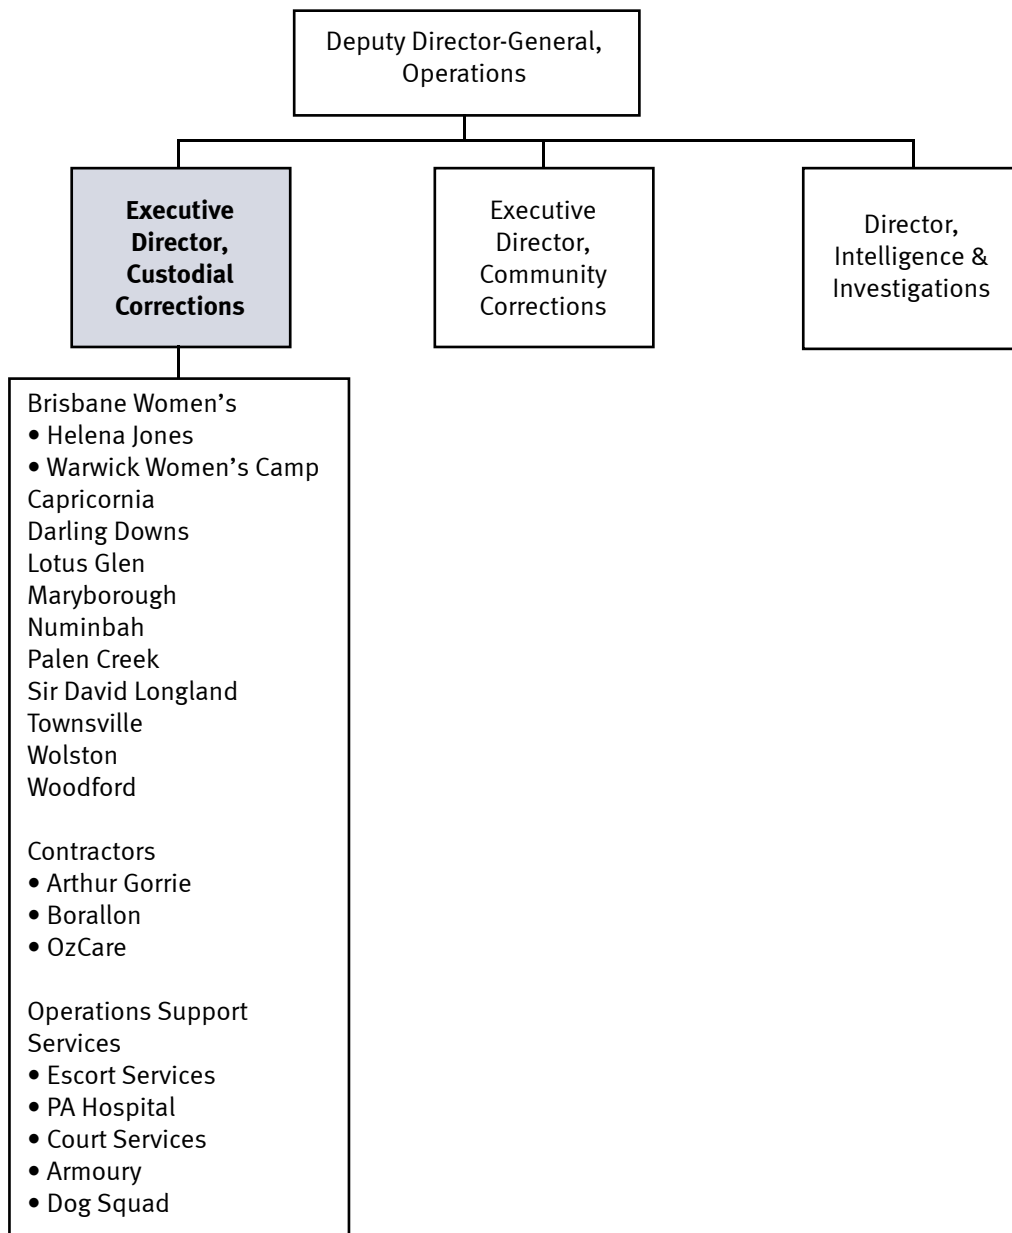 Deputy Director-General,
Operations
Executive
Director,
Custodial
Corrections
Executive
Director,
Community
Corrections
Director,
Intelligence &
Investigations
Brisbane Women’s
• Helena Jones
• Warwick Women’s Camp
Capricornia
Darling Downs
Lotus Glen
Maryborough
Numinbah
Palen Creek
Sir David Longland
Townsville
Wolston
Woodford
Contractors
• Arthur Gorrie
• Borallon
• OzCare
Operations Support
Services
• Escort Services
• PA Hospital
• Court Services
• Armoury
• Dog Squad